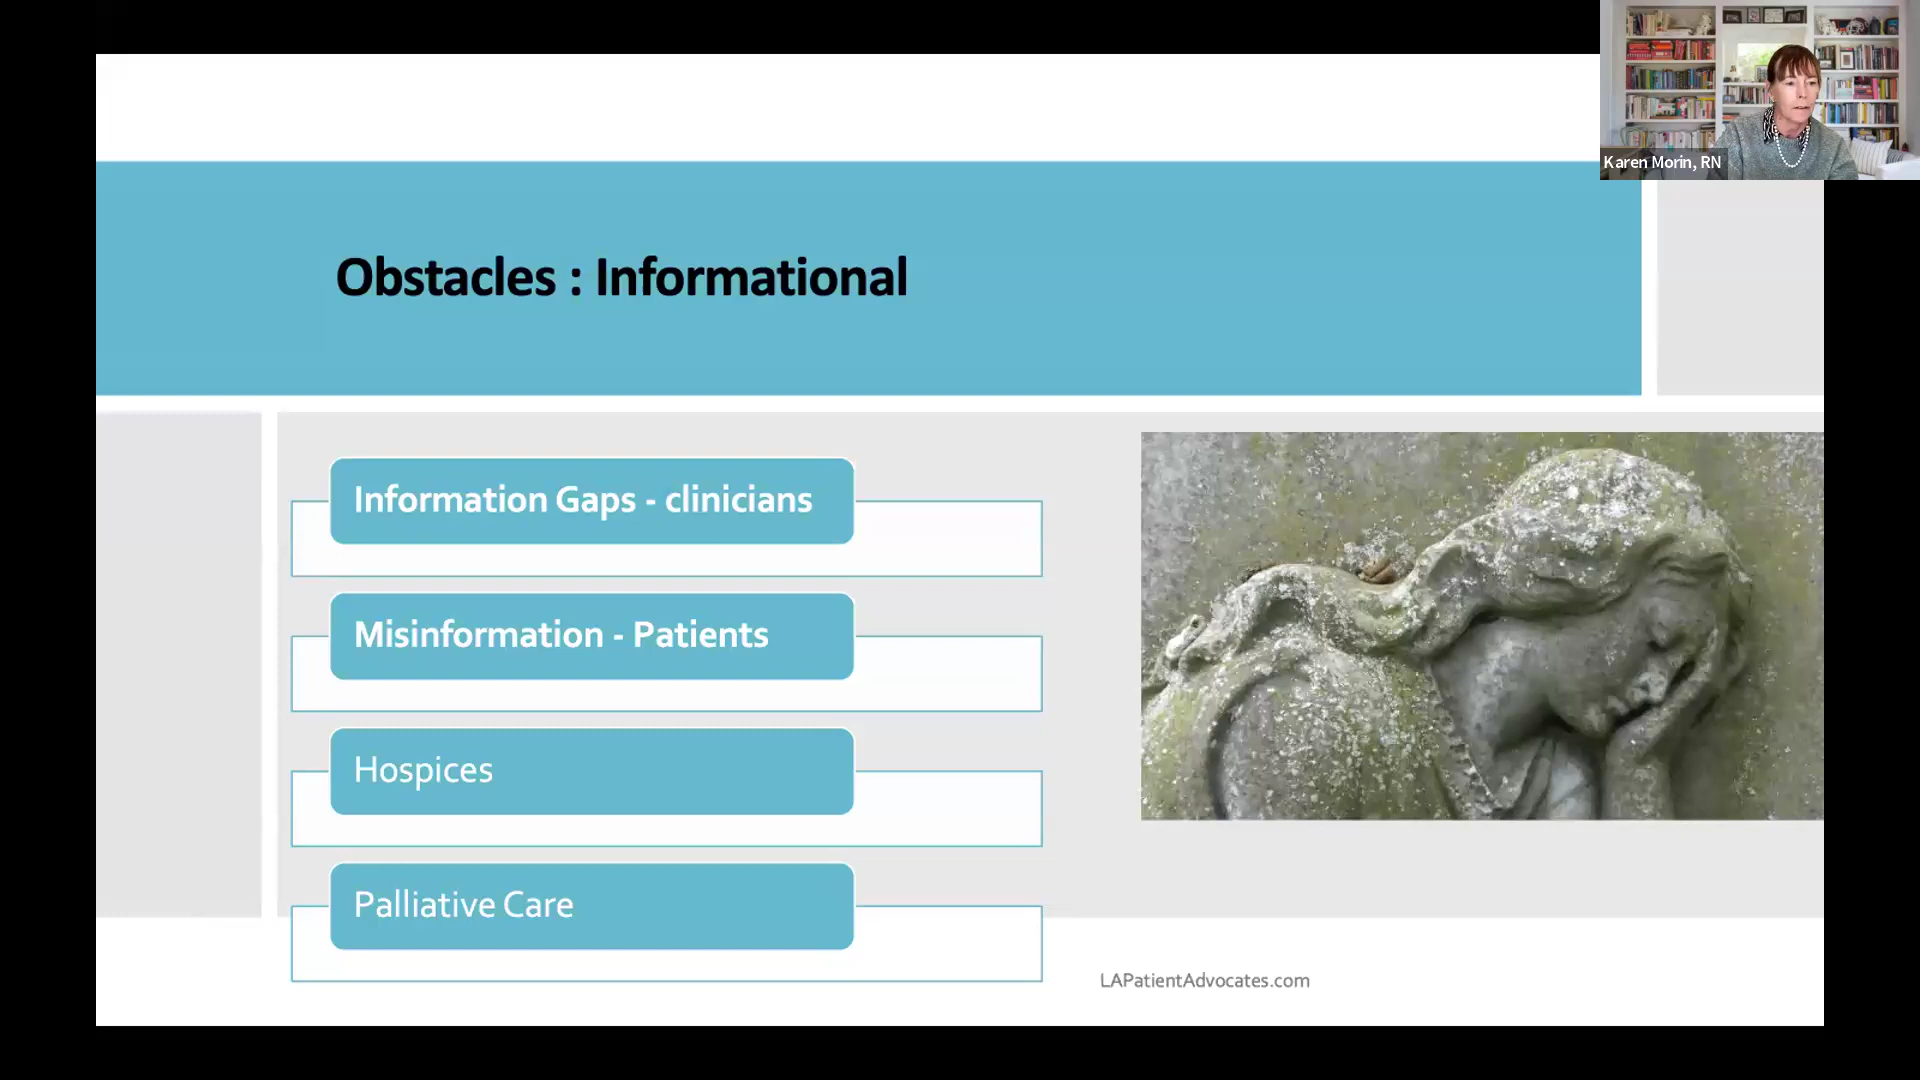 Karen Morin, RN
Obstacles : Informational
Information Gaps - clinicians
Misinformation - Patients
Hospices
Palliative Care
LAPatientAdvocates.com